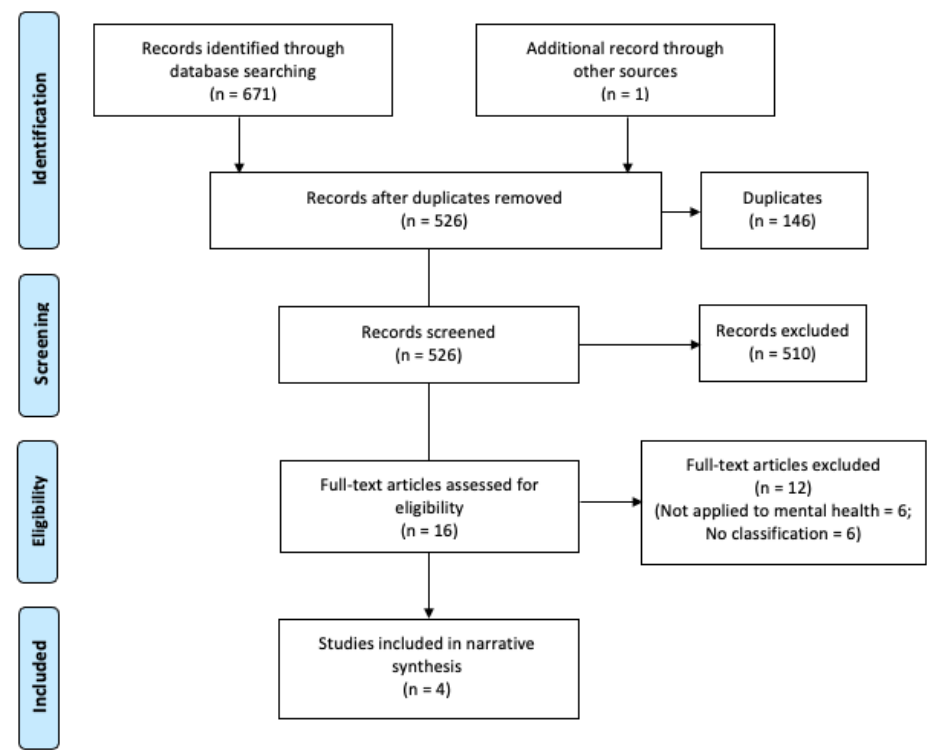 Identification
Records identified through
database searching
(n = 671)
Additional record through
other sources
(n = 1)
Records after duplicates removed
(n = 526)
Duplicates
(n = 146)
Screening
Records screened
(n = 526)
Records excluded
(n = 510)
Eligibility
Full-text articles assessed for
eligibility
(n = 16)
Full-text articles excluded
(n = 12)
(Not applied to mental health = 6;
No classification = 6)
Included
Studies included in narrative
synthesis
(n = 4)